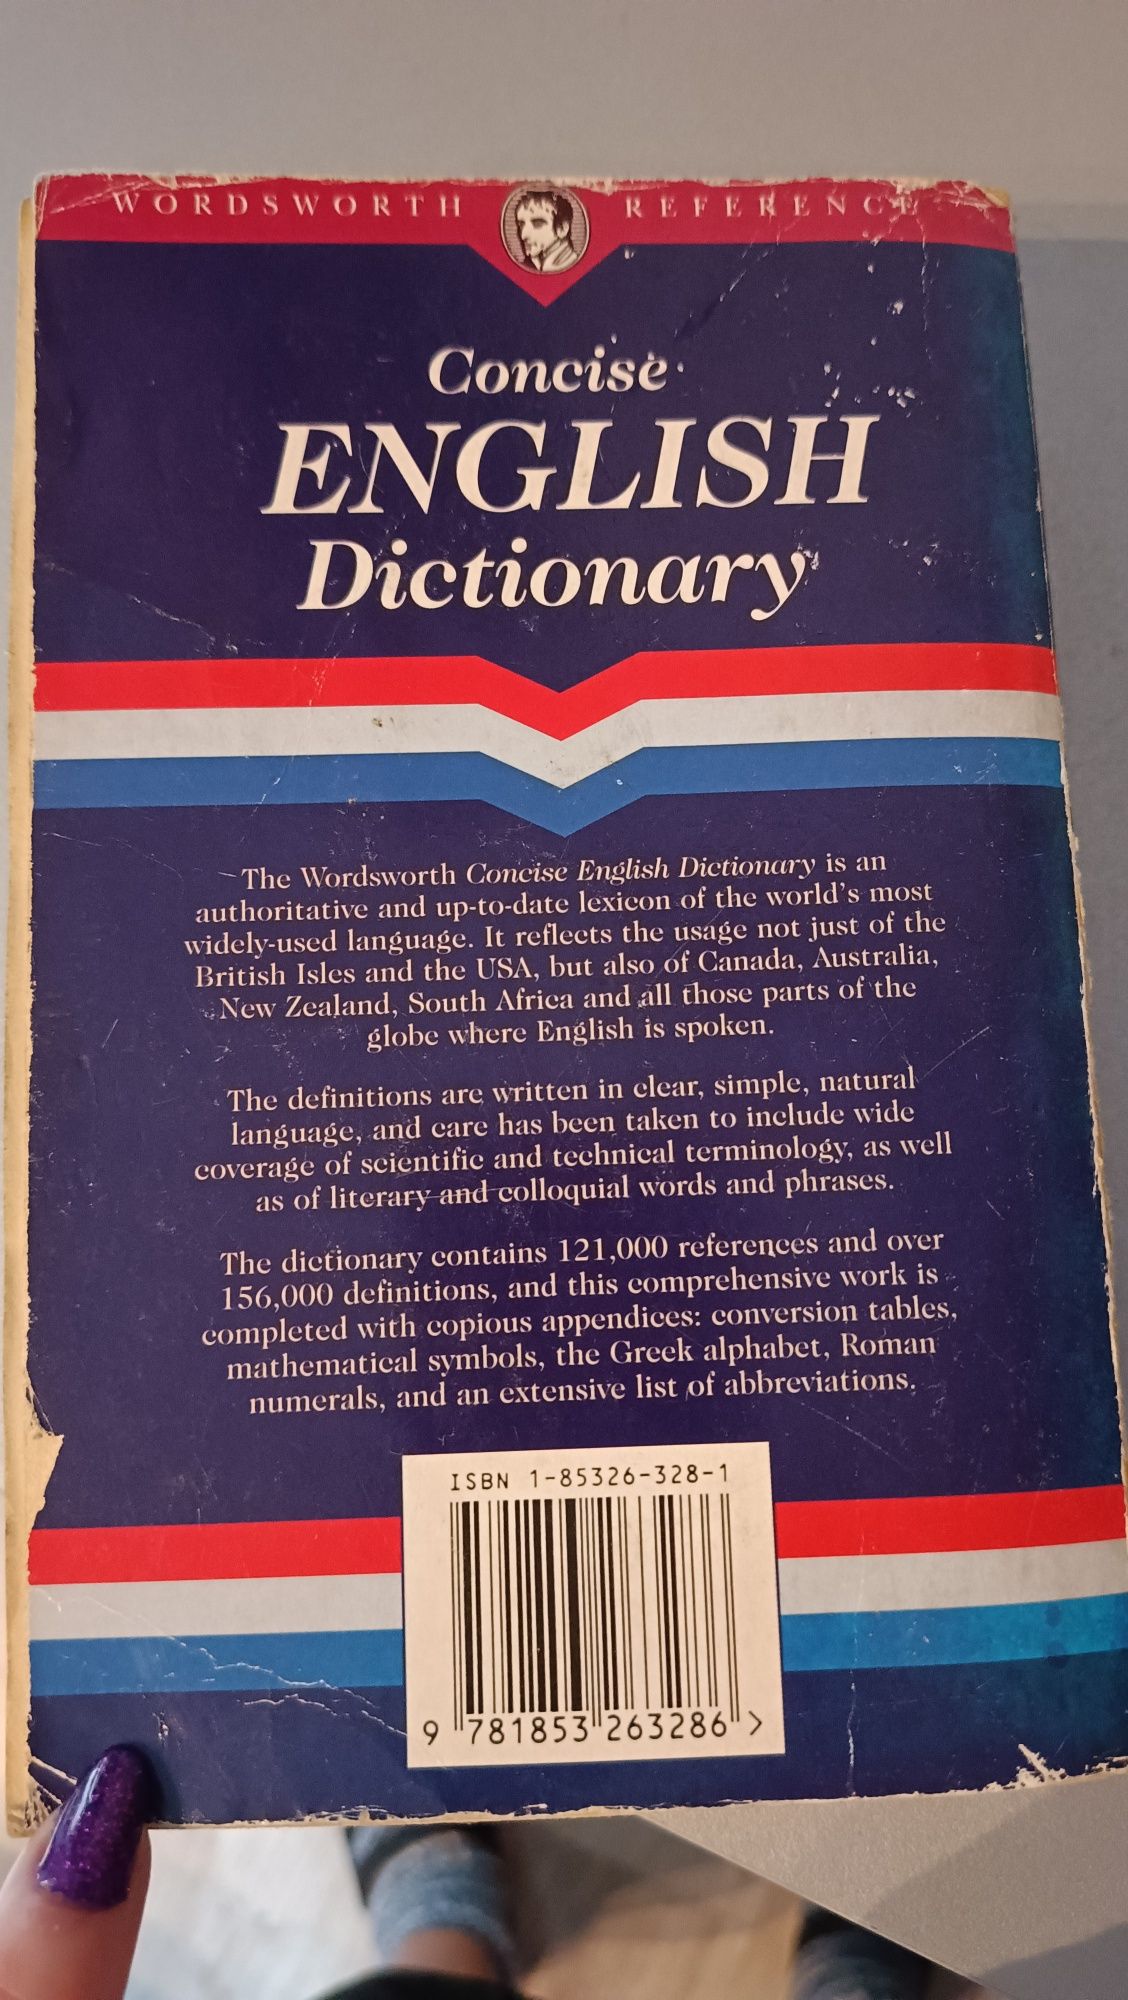 WORDSWORTH REFERENCE
Concise
ENGLISH
Dictionary
The Wordsworth Concise English Dictionary is an
authoritative and up-to-date lexicon of the world's most
widely-used language. It reflects the usage not just of the
British Isles and the USA, but also of Canada, Australia,
New Zealand, South Africa and all those parts of the
globe where English is spoken.
The definitions are written in clear, simple, natural
language, and care has been taken to include wide
coverage of scientific and technical terminology, as well
as of literary and colloquial words and phrases.
The dictionary contains 121,000 references and over
156,000 definitions, and this comprehensive work is
completed with copious appendices: conversion tables,
mathematical symbols, the Greek alphabet, Roman
numerals, and an extensive list of abbreviations.
ISBN 1-85326-328-1
9 781853 263286 >